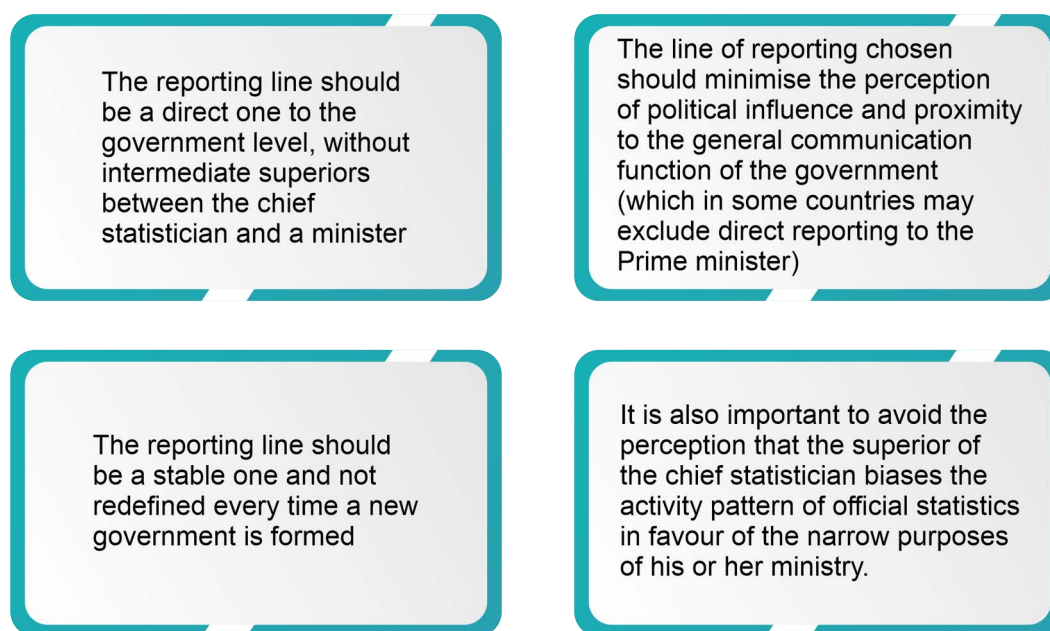 The reporting line should
be a direct one to the
government level, without
intermediate superiors
between the chief
statistician and a minister
The line of reporting chosen
should minimise the perception
of political influence and proximity
to the general communication
function of the government
(which in some countries may
exclude direct reporting to the
Prime minister)
The reporting line should
be a stable one and not
redefined every time a new
government is formed
It is also important to avoid the
perception that the superior of
the chief statistician biases the
activity pattern of official statistics
in favour of the narrow purposes
of his or her ministry.